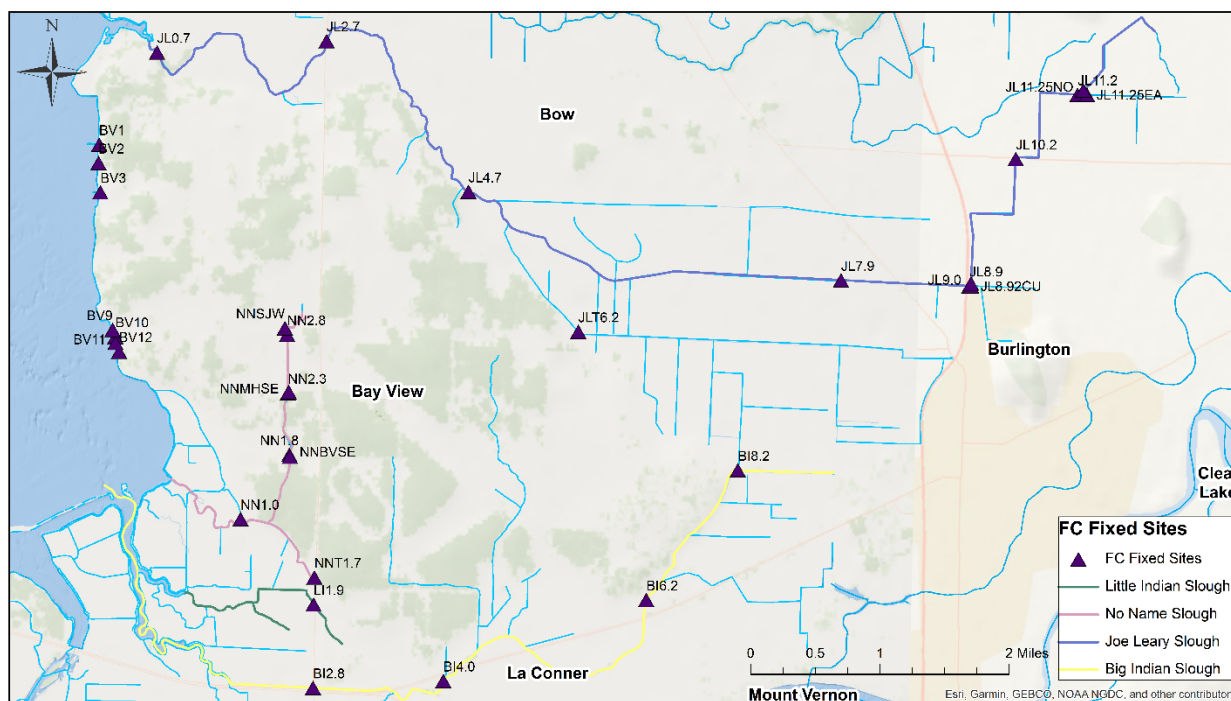 N
JL0.7
JL2.7
JL11.2
JL11.25NO
JL11.25EA
Bow
BV1
BV2
BV3
JL10.2
JL4.7
JL7.9
JL8.9
JL9.0
JL8.92CU
BV9
BV10
BV11
BV12
NNSJW
NN2.8
JLT6.2
Burlington
NN2.3
NNMHSE
Bay View
NN1.8
NNBVSE
BI8.2
Clea
Lake
NN1.0
NNT1.7
LI1.9
BI6.2
BI2.8
BI4.0
La Conner
Mount Vernon
FC Fixed Sites
FC Fixed Sites
Little Indian Slough
No Name Slough
Joe Leary Slough
Big Indian Slough
0 0.5 1 2 Miles
Esri, Garmin, GEBCO, NOAA NGDC, and other contributor